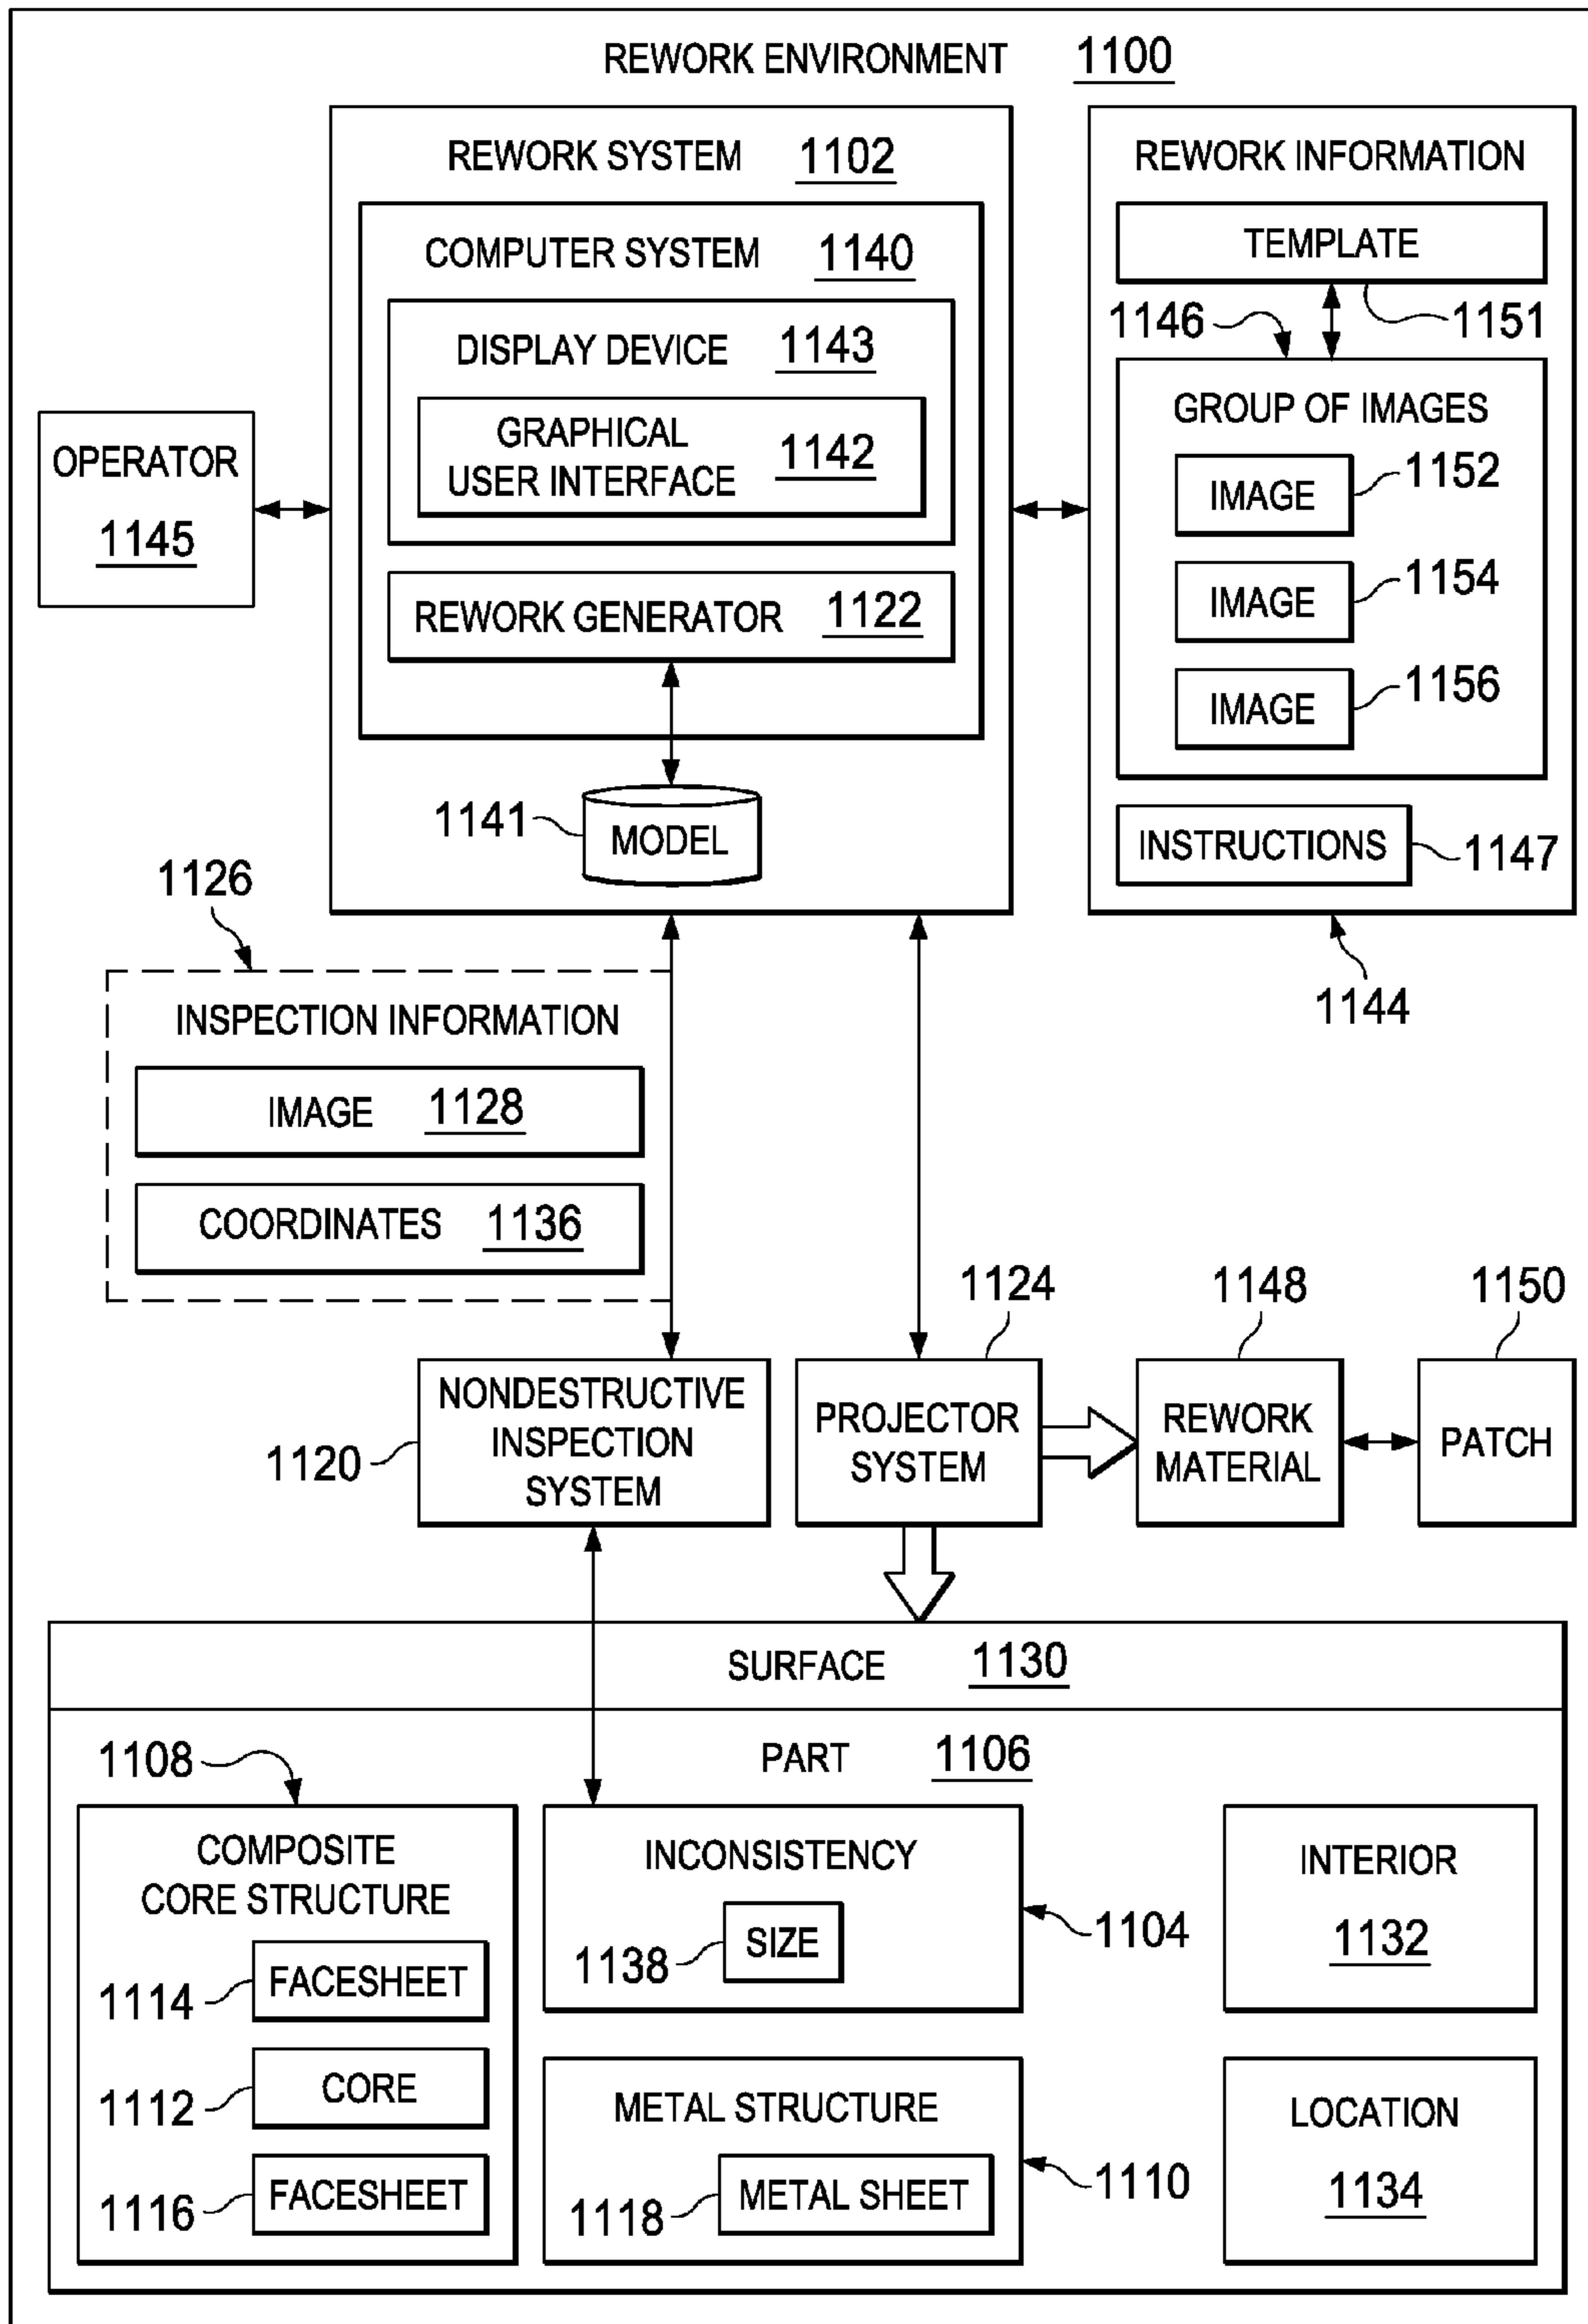 REWORK ENVIRONMENT 1100
REWORK SYSTEM 1102
COMPUTER SYSTEM 1140
DISPLAY DEVICE 1143
GRAPHICAL
USER INTERFACE 1142
REWORK GENERATOR 1122
1141 MODEL
OPERATOR
1145
REWORK INFORMATION
TEMPLATE
1146 1151
GROUP OF IMAGES
IMAGE 1152
IMAGE 1154
IMAGE 1156
INSTRUCTIONS 1147
1144
1126
INSPECTION INFORMATION
IMAGE 1128
COORDINATES 1136
1124 1148 1150
1120
NONDESTRUCTIVE
INSPECTION
SYSTEM
PROJECTOR
SYSTEM
REWORK
MATERIAL
PATCH
SURFACE 1130
PART 1106
1108
COMPOSITE
CORE STRUCTURE
1114 FACESHEET
1112 CORE
1116 FACESHEET
INCONSISTENCY
1138 SIZE
1104
METAL STRUCTURE
1118 METAL SHEET
1110
INTERIOR
1132
LOCATION
1134